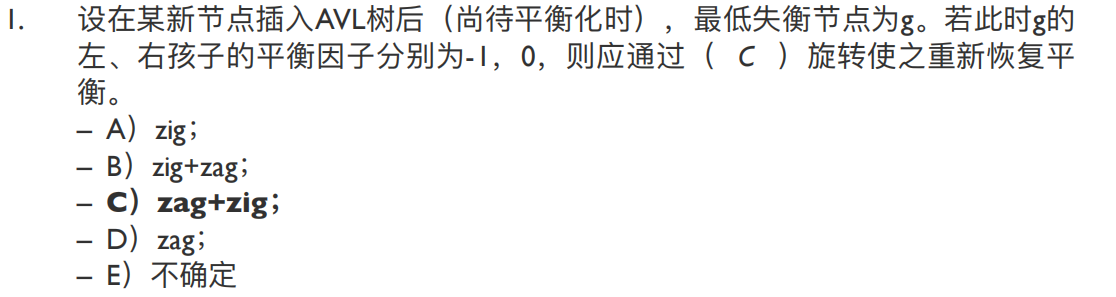 1. 设在某新节点插入AVL树后（尚待平衡化时），最低失衡节点为g。若此时g的
左、右孩子的平衡因子分别为-1，0，则应通过（ C ）旋转使之重新恢复平
衡。
– A）zig；
– B）zig+zag；
– C）zag+zig；
– D）zag；
– E）不确定